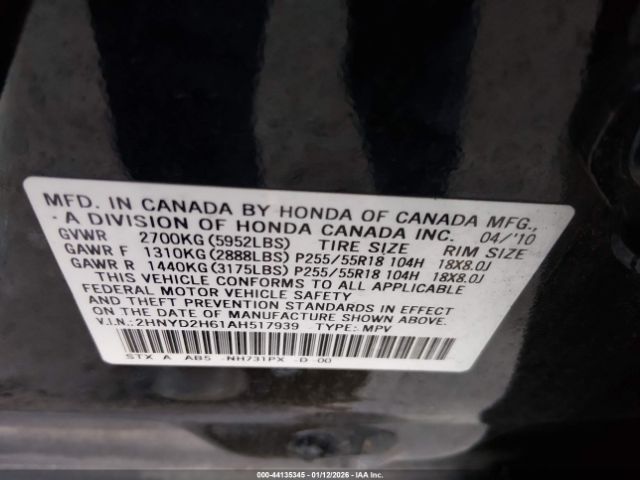 MFD. IN CANADA BY HONDA OF CANADA MFG.,
A DIVISION OF HONDA CANADA INC. 04/'10
GVWR 2700KG(5952LBS) TIRE SIZE RIM SIZE
GAWR F 1310KG(2888LBS) P255/55R18 104H 18X8.0J
GAWR R 1440KG(3175LBS) P255/55R18 104H 18X8.0J
THIS VEHICLE CONFORMS TO ALL APPLICABLE
FEDERAL MOTOR VEHICLE SAFETY
AND THEFT PREVENTION STANDARDS IN EFFECT
ON THE DATE OF MANUFACTURE SHOWN ABOVE.
V.I.N.: 2HNYD2H61AH517939 TYPE: MPV
STX A AB5 NH731PX D 00
000-44135345 - 01/12/2026 - IAA Inc.